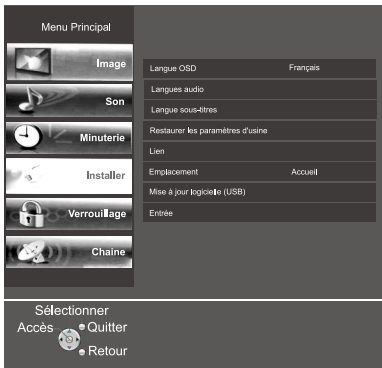 Menu Principal
Image
Son
Minuterie
Installer
Verrouillage
Chaine
Langue OSD Français
Langues audio
Langue sous-titres
Restaurer les paramètres d'usine
Lien
Emplacement Accueil
Mise à jour logicielle (USB)
Entrée
Sélectionner
Accès Quitter
Retour